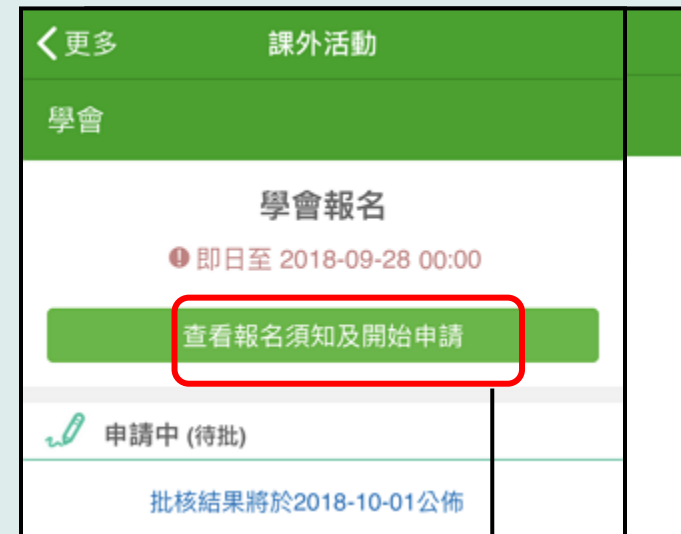 更多
課外活動
學會
學會報名
即日至 2018-09-28 00:00
查看報名須知及開始申請
申請中 (待批)
批核結果將於2018-10-01公佈